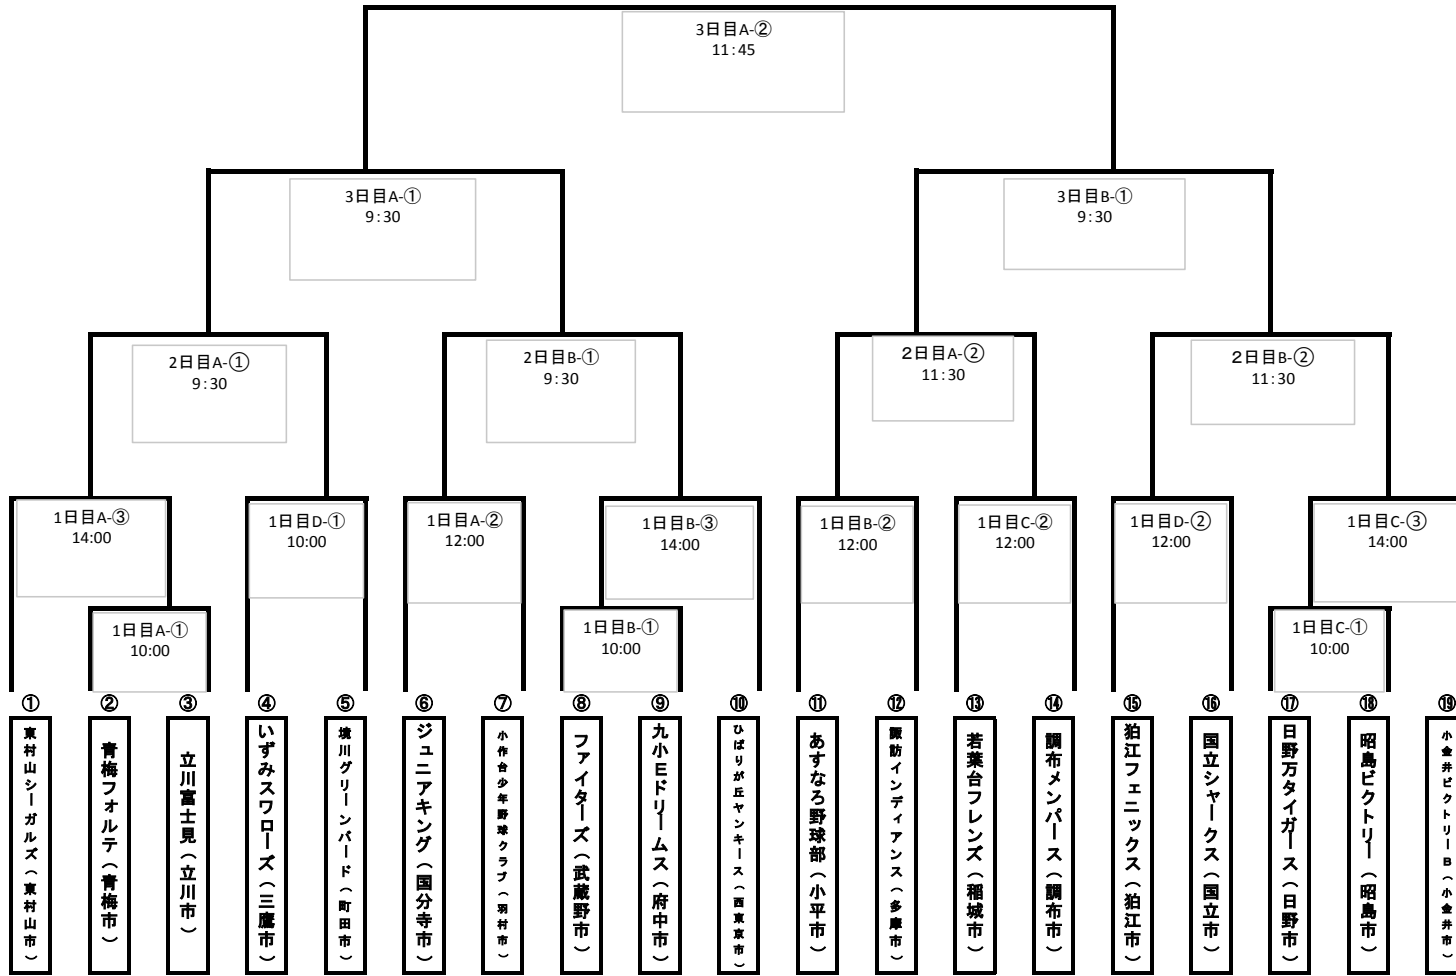 3日目A-②
11:45
3日目A-①
9:30
3日目B-①
9:30
2日目A-①
9:30
2日目B-①
9:30
2日目A-②
11:30
2日目B-②
11:30
1日目A-③
14:00
1日目D-①
10:00
1日目A-②
12:00
1日目B-③
14:00
1日目B-②
12:00
1日目C-②
12:00
1日目D-②
12:00
1日目C-③
14:00
1日目A-①
10:00
1日目B-①
10:00
1日目C-①
10:00
① ② ③ ④ ⑤ ⑥ ⑦ ⑧ ⑨ ⑩ ⑪ ⑫ ⑬ ⑭ ⑮ ⑯ ⑰ ⑱ ⑲
東村山シーガルズ（東村山市）
青梅フォルテ（青梅市）
立川富士見（立川市）
いずみスワローズ（三鷹市）
境川グリーンバード（町田市）
ジュニアキング（国分寺市）
小作台少年野球クラブ（羽村市）
ファイターズ（武蔵野市）
九小Eドリームス（府中市）
ひばりが丘ヤンキース（西東京市）
あすなろ野球部（小平市）
諏訪インディアンス（多摩市）
若葉台フレンズ（稲城市）
調布メンパース（調布市）
狛江フェニックス（狛江市）
国立シャークス（国立市）
日野万タイガース（日野市）
昭島ビクトリー（昭島市）
小金井ビクトリーB（小金井市）